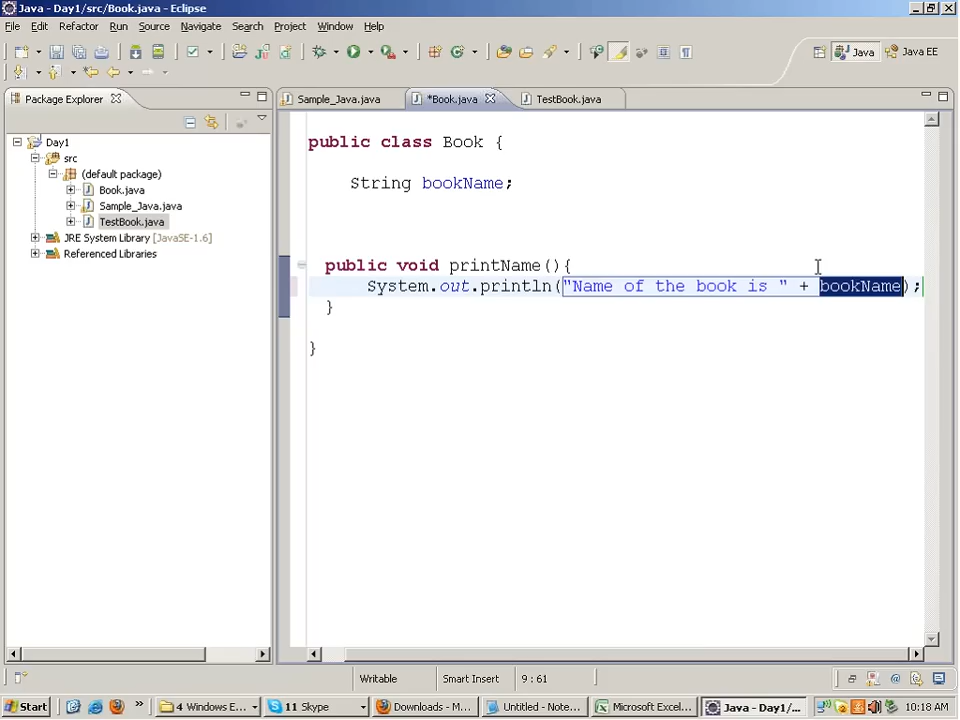 Java - Day1/src/Book.java - Eclipse
File Edit Refactor Run Source Navigate Search Project Window Help
Java Java EE
Package Explorer
Sample_Java.java *Book.java TestBook.java
Day1
src
(default package)
Book.java
Sample_Java.java
TestBook.java
JRE System Library [JavaSE-1.6]
Referenced Libraries
public class Book {
String bookName;
public void printName(){
System.out.println("Name of the book is " + bookName);
}
}
Writable Smart Insert 9 : 61
Start » 4 Windows E... 11 Skype Downloads - M... Untitled - Note... Microsoft Excel... Java - Day1/... 10:18 AM